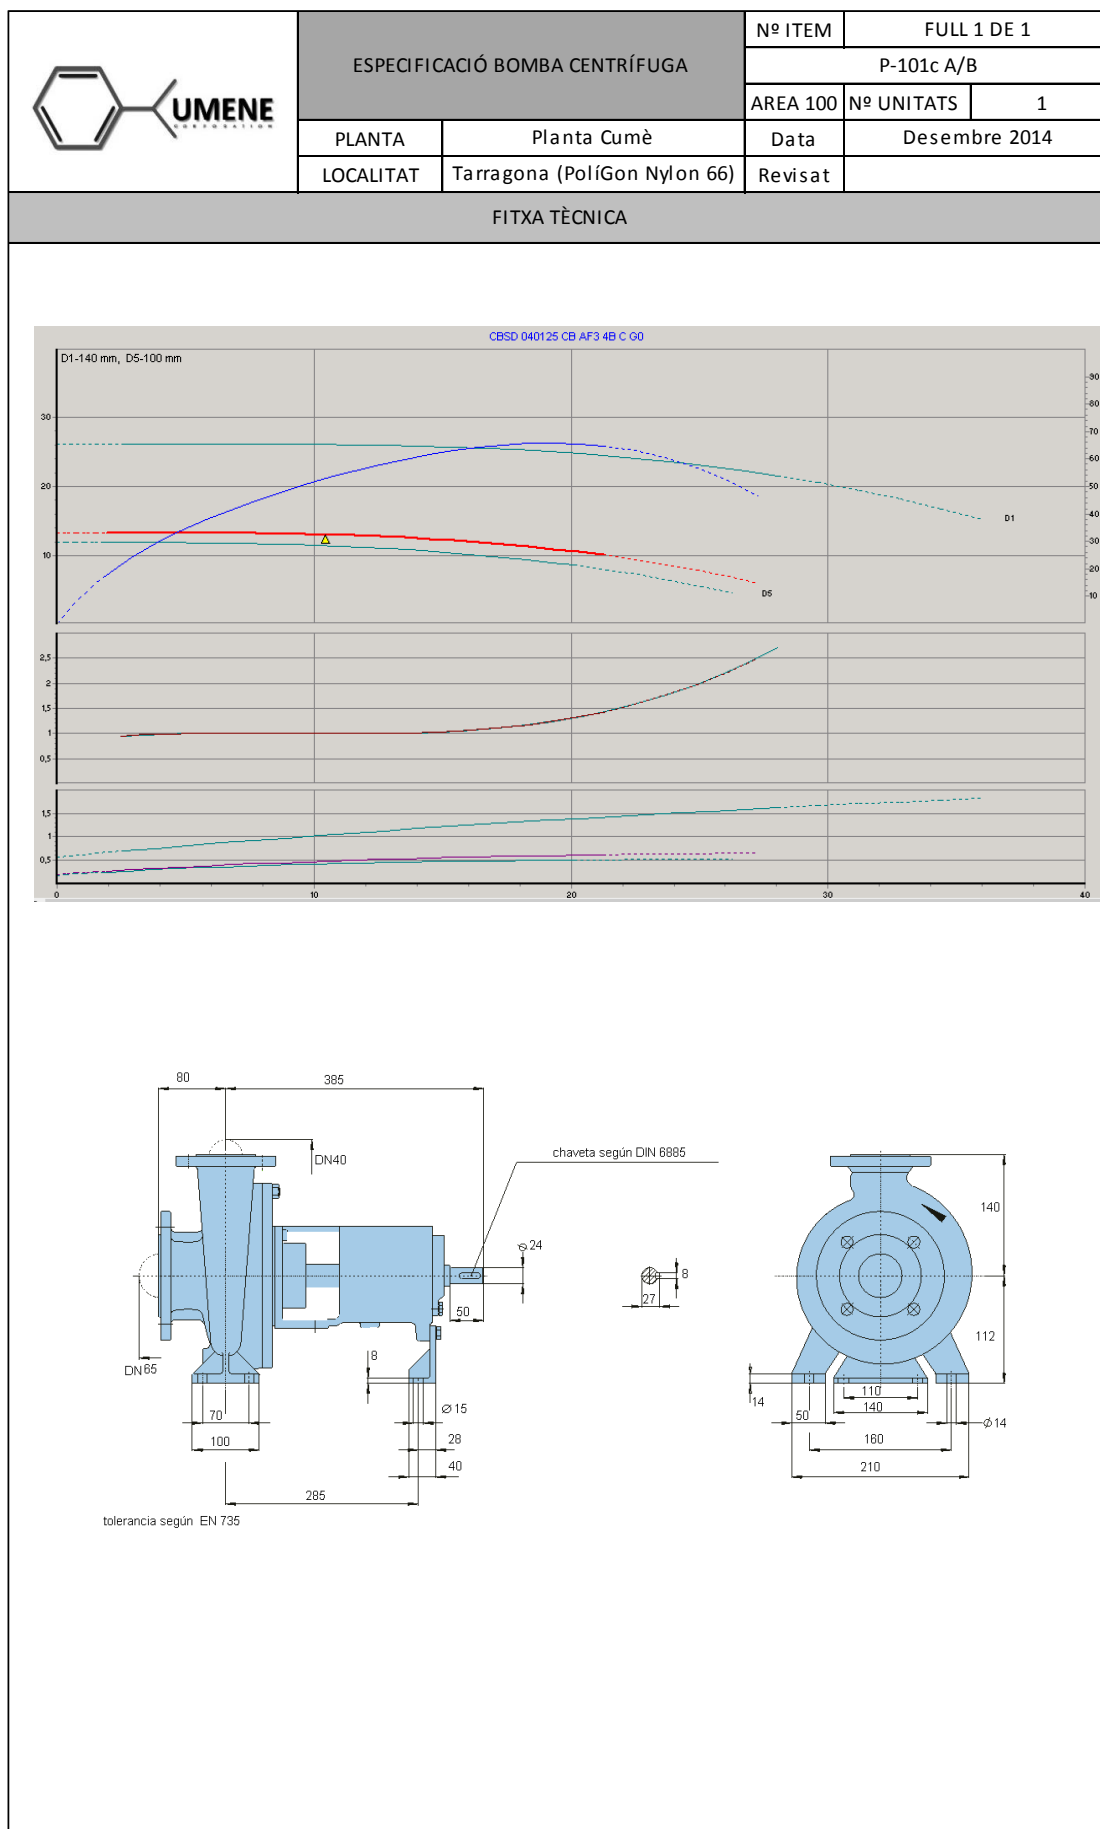 UMENE
CORPORATION
ESPECIFICACIÓ BOMBA CENTRÍFUGA
Nº ITEM
FULL 1 DE 1
P-101c A/B
AREA 100
Nº UNITATS
1
PLANTA
Planta Cumè
Data
Desembre 2014
LOCALITAT
Tarragona (PolíGon Nylon 66)
Revisat
FITXA TÈCNICA
CBSD 040125 CB AF3 4B C G0
D1-140 mm, D5-100 mm
30
20
10
90
80
70
60
50
40
30
20
10
D1
D5
2,5
2
1,5
1
0,5
1,5
1
0,5
0
10
20
30
40
80
385
DN40
chaveta según DIN 6885
140
Ø 24
8
27
50
112
DN65
8
14
110
50
140
Ø 15
Ø 14
70
28
160
100
40
210
285
tolerancia según EN 735